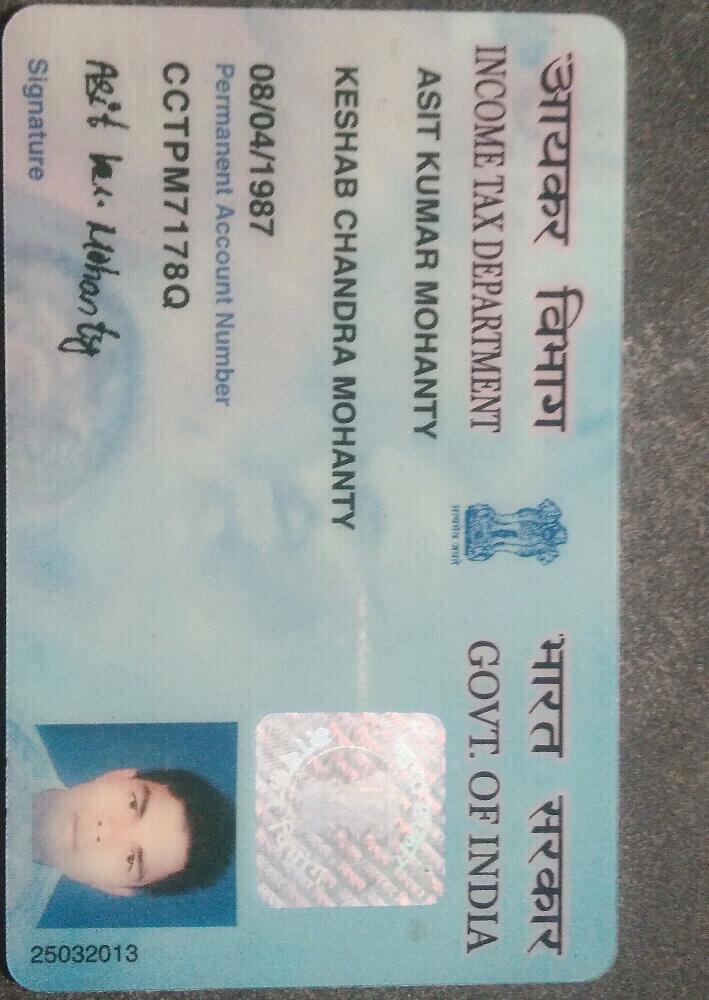 आयकर विभाग
भारत सरकार
INCOME TAX DEPARTMENT
GOVT. OF INDIA
सत्यमेव जयते
ASIT KUMAR MOHANTY
KESHAB CHANDRA MOHANTY
08/04/1987
Permanent Account Number
CCTPM7178Q
Asit Mohanty
Signature
25032013